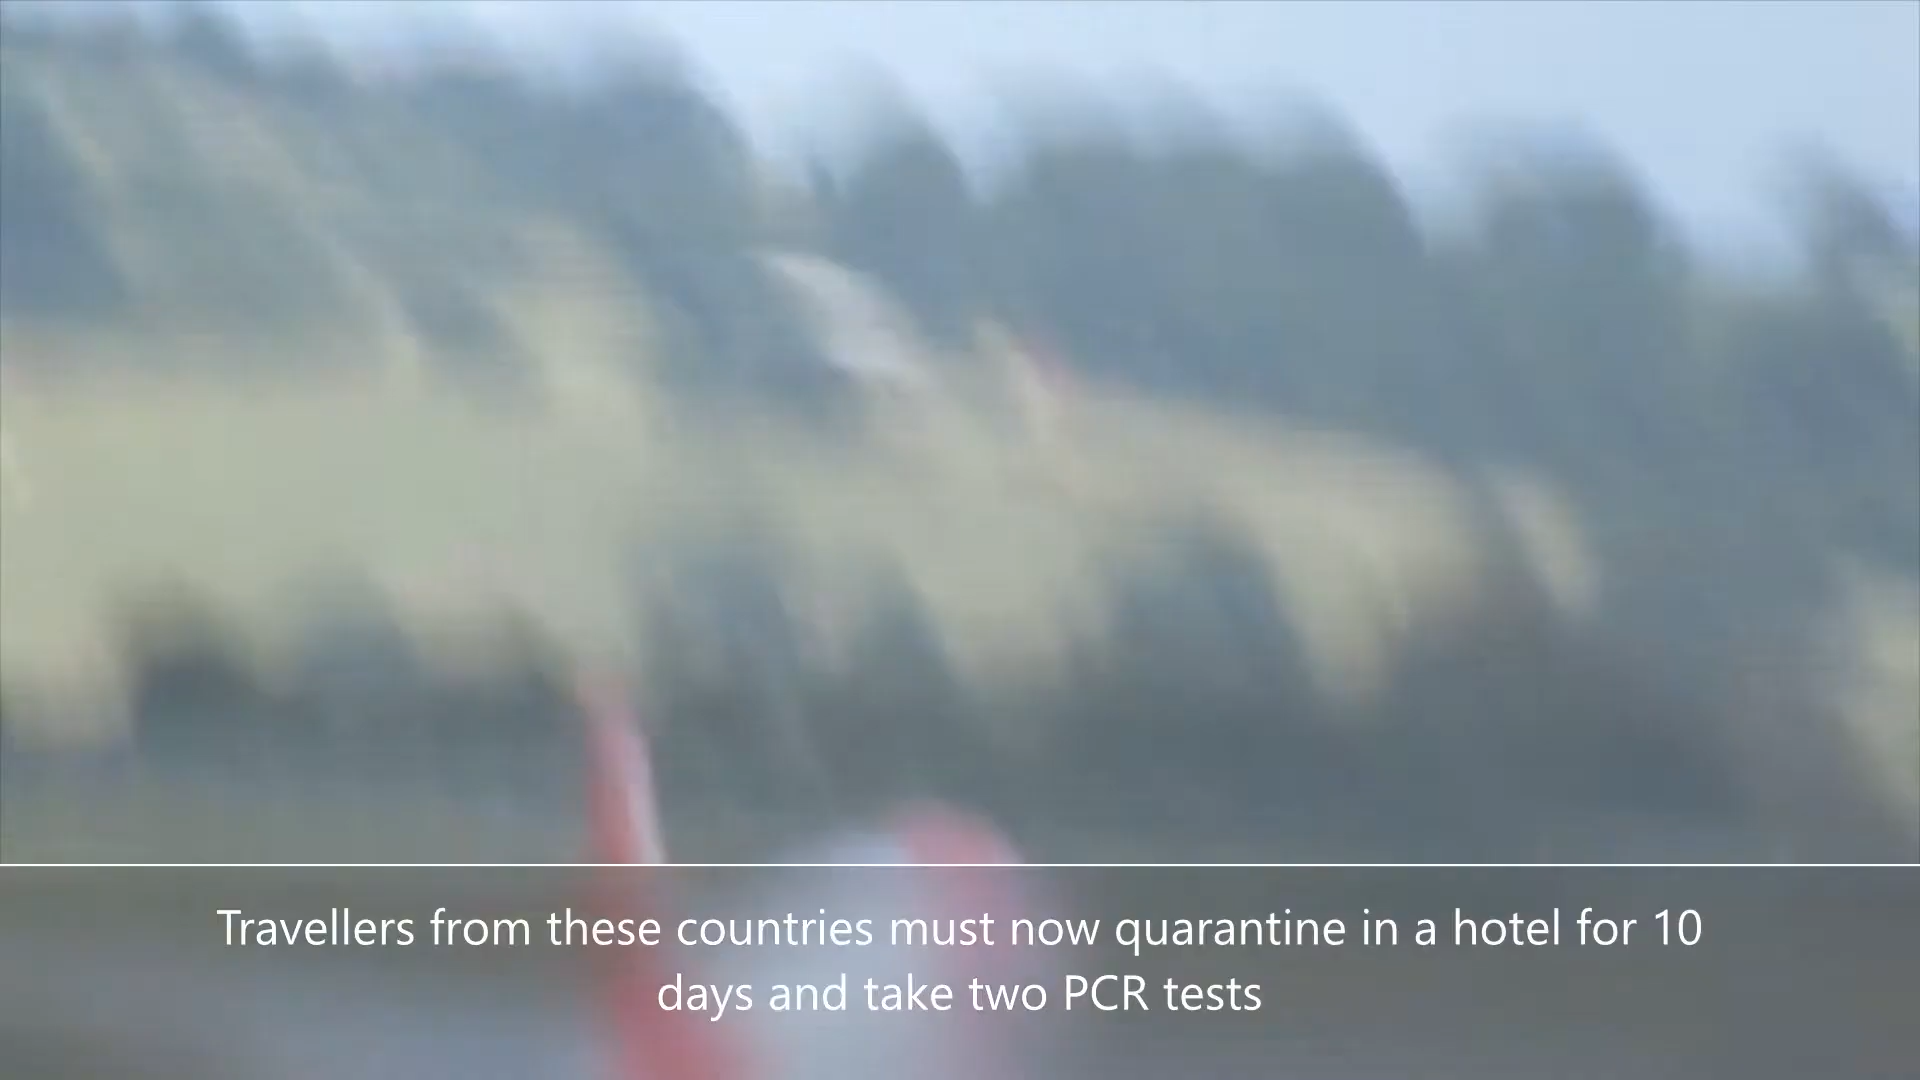 Travellers from these countries must now quarantine in a hotel for 10
days and take two PCR tests